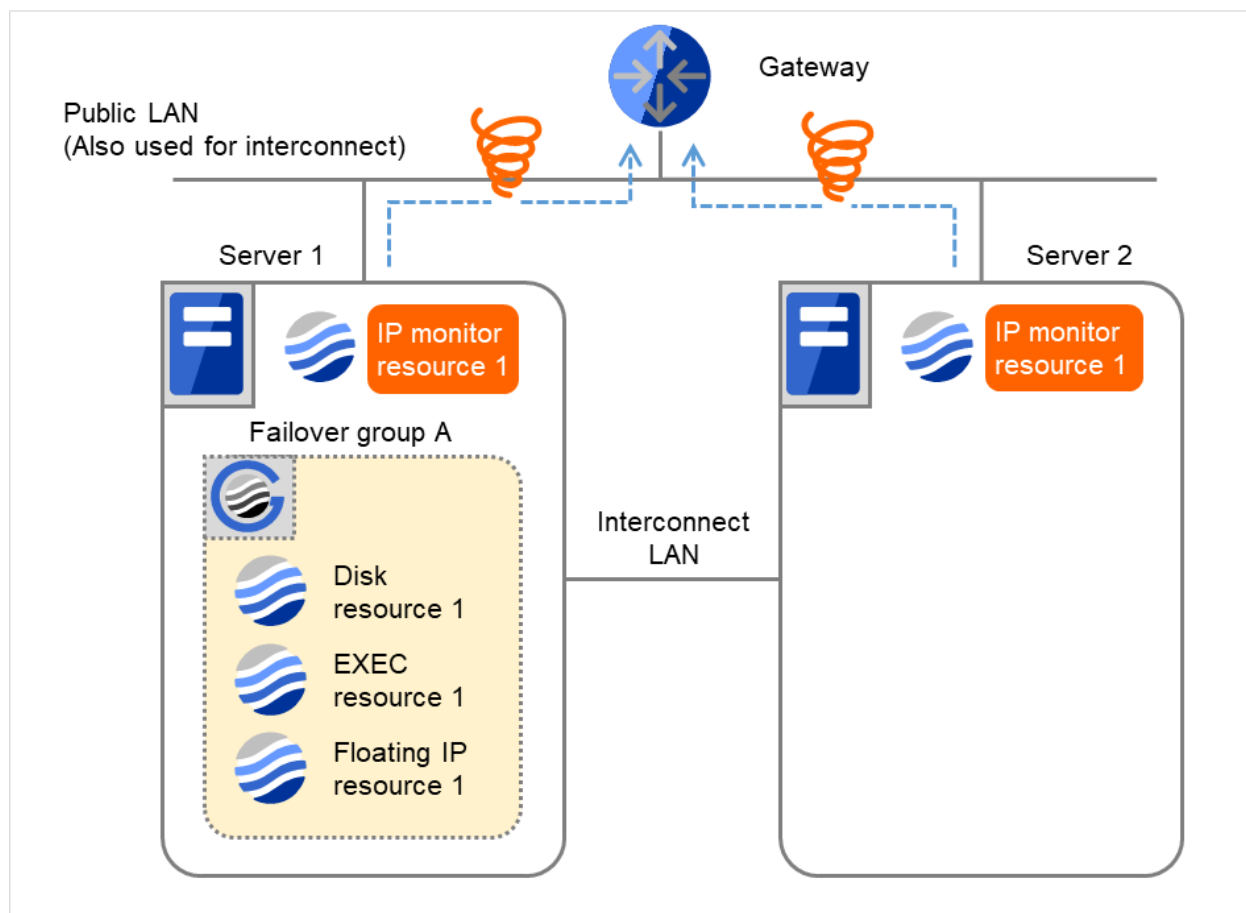 Gateway
Public LAN
(Also used for interconnect)
Server 1
Server 2
IP monitor
resource 1
IP monitor
resource 1
Failover group A
Interconnect
LAN
Disk
resource 1
EXEC
resource 1
Floating IP
resource 1